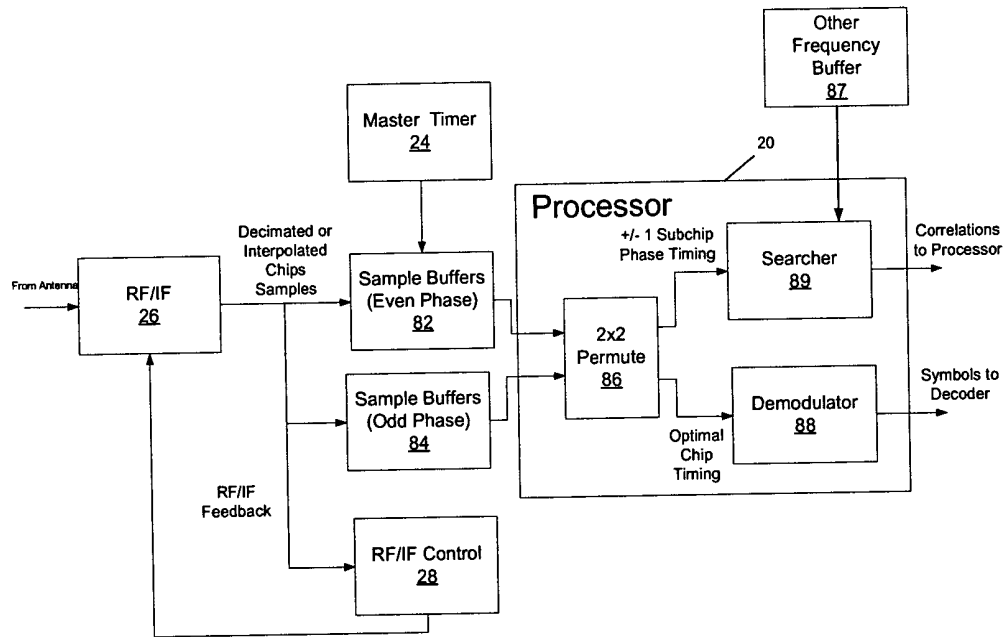 Other
Frequency
Buffer
87
Master Timer
24
20
Processor
Decimated or
Interpolated
Chips
Samples
+/- 1 Subchip
Phase Timing
Correlations
to Processor
From Antenna
RF/IF
26
Sample Buffers
(Even Phase)
82
Searcher
89
2x2
Permute
86
Sample Buffers
(Odd Phase)
84
Demodulator
88
Symbols to
Decoder
Optimal
Chip
Timing
RF/IF
Feedback
RF/IF Control
28